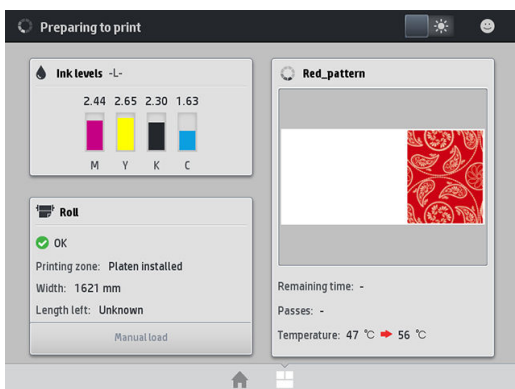 Preparing to print
Ink levels -L-
2.44 2.65 2.30 1.63
M Y K C
Roll
OK
Printing zone: Platen installed
Width: 1621 mm
Length left: Unknown
Manual load
Red_pattern
Remaining time: -
Passes: -
Temperature: 47 °C 56 °C